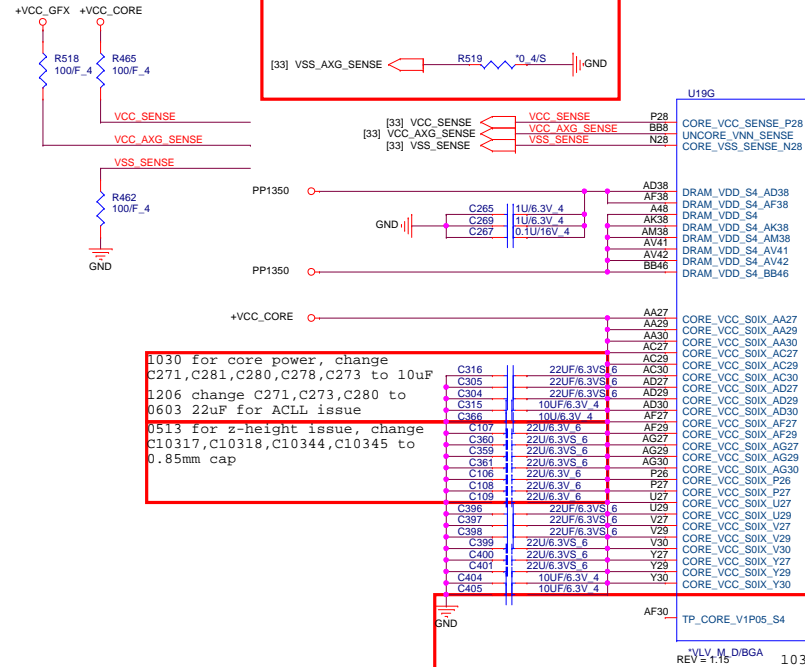 +VCC_GFX +VCC_CORE
R518
100/F_4
R465
100/F_4
VCC_SENSE
VCC_AXG_SENSE
VSS_SENSE
R462
100/F_4
GND
[33] VSS_AXG_SENSE
R519
*0_4/S
GND
[33] VCC_SENSE
[33] VCC_AXG_SENSE
[33] VSS_SENSE
VCC_SENSE
VCC_AXG_SENSE
VSS_SENSE
PP1350
GND
C265 1U/6.3V_4
C269 1U/6.3V_4
C267 0.1U/16V_4
PP1350
+VCC_CORE
1030 for core power, change
C271,C281,C280,C278,C273 to 10uF
1206 change C271,C273,C280 to
0603 22uF for ACLL issue
0513 for z-height issue, change
C10317,C10318,C10344,C10345 to
0.85mm cap
C316 22UF/6.3VS_6
C305 22UF/6.3VS_6
C304 22UF/6.3VS_6
C315 10UF/6.3V_4
C366 10U/6.3V_4
C107 22U/6.3V_6
C360 22U/6.3VS_6
C359 22U/6.3VS_6
C361 22U/6.3VS_6
C106 22U/6.3V_6
C108 22U/6.3V_6
C109 22U/6.3V_6
C396 22UF/6.3VS_6
C397 22UF/6.3VS_6
C398 22UF/6.3VS_6
C399 22U/6.3VS_6
C400 22U/6.3VS_6
C401 22U/6.3VS_6
C404 10UF/6.3V_4
C405 10UF/6.3V_4
GND
U19G
P28 CORE_VCC_SENSE_P28
BB8 UNCORE_VNN_SENSE
N28 CORE_VSS_SENSE_N28
AD38 DRAM_VDD_S4_AD38
AF38 DRAM_VDD_S4_AF38
A48 DRAM_VDD_S4
AK38 DRAM_VDD_S4_AK38
AM38 DRAM_VDD_S4_AM38
AV41 DRAM_VDD_S4_AV41
AV42 DRAM_VDD_S4_AV42
BB46 DRAM_VDD_S4_BB46
AA27 CORE_VCC_S0IX_AA27
AA29 CORE_VCC_S0IX_AA29
AA30 CORE_VCC_S0IX_AA30
AC27 CORE_VCC_S0IX_AC27
AC29 CORE_VCC_S0IX_AC29
AC30 CORE_VCC_S0IX_AC30
AD27 CORE_VCC_S0IX_AD27
AD29 CORE_VCC_S0IX_AD29
AD30 CORE_VCC_S0IX_AD30
AF27 CORE_VCC_S0IX_AF27
AF29 CORE_VCC_S0IX_AF29
AG27 CORE_VCC_S0IX_AG27
AG29 CORE_VCC_S0IX_AG29
AG30 CORE_VCC_S0IX_AG30
P26 CORE_VCC_S0IX_P26
P27 CORE_VCC_S0IX_P27
U27 CORE_VCC_S0IX_U27
U29 CORE_VCC_S0IX_U29
V27 CORE_VCC_S0IX_V27
V29 CORE_VCC_S0IX_V29
V30 CORE_VCC_S0IX_V30
Y27 CORE_VCC_S0IX_Y27
Y29 CORE_VCC_S0IX_Y29
Y30 CORE_VCC_S0IX_Y30
AF30 TP_CORE_V1P05_S4
*VLV_M_D/BGA
REV = 1.15
103